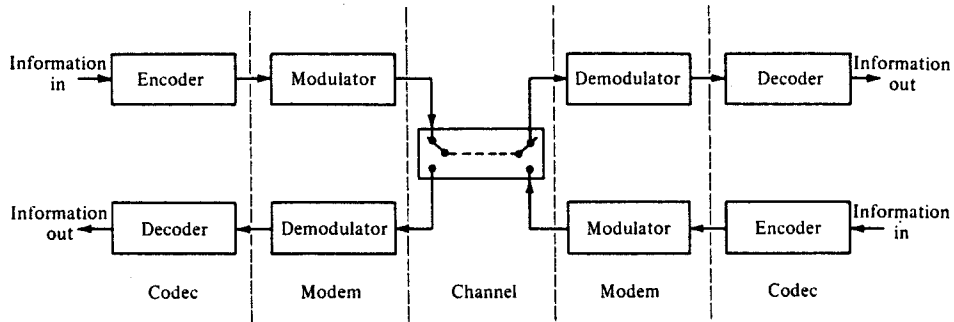 Information in
Encoder
Modulator
Demodulator
Decoder
Information out
Information out
Decoder
Demodulator
Modulator
Encoder
Information in
Codec
Modem
Channel
Modem
Codec